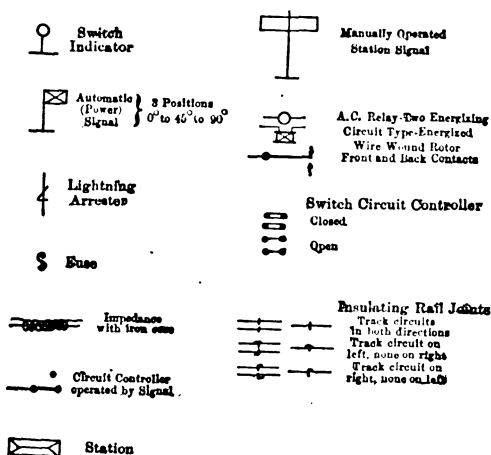 Switch
Indicator
Automatic
(Power)
Signal
3 Positions
0° to 45° to 90°
Lightning
Arrester
Fuse
Impedance
with iron core
Circuit Controller
operated by Signal.
Station
Manually Operated
Station Signal
A.C. Relay-Two Energizing
Circuit Type-Energized
Wire Wound Rotor
Front and Back Contacts
Switch Circuit Controller
Closed
Open
Insulating Rail Joints
Track circuits
in both directions
Track circuit on
left, none on right
Track circuit on
right, none on left